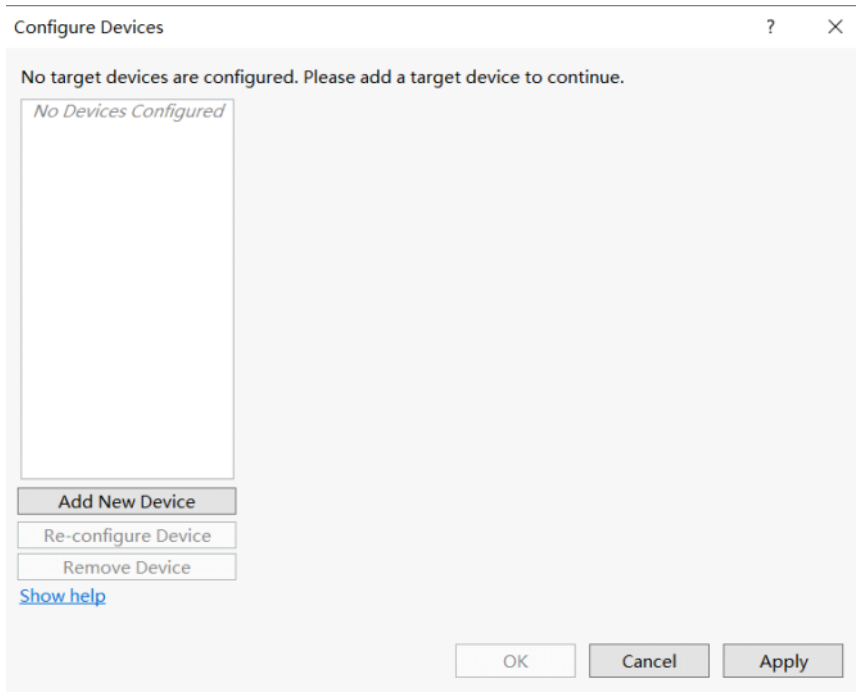 Configure Devices ?
No target devices are configured. Please add a target device to continue.
No Devices Configured
Add New Device
Re-configure Device
Remove Device
Show help
OK Cancel Apply